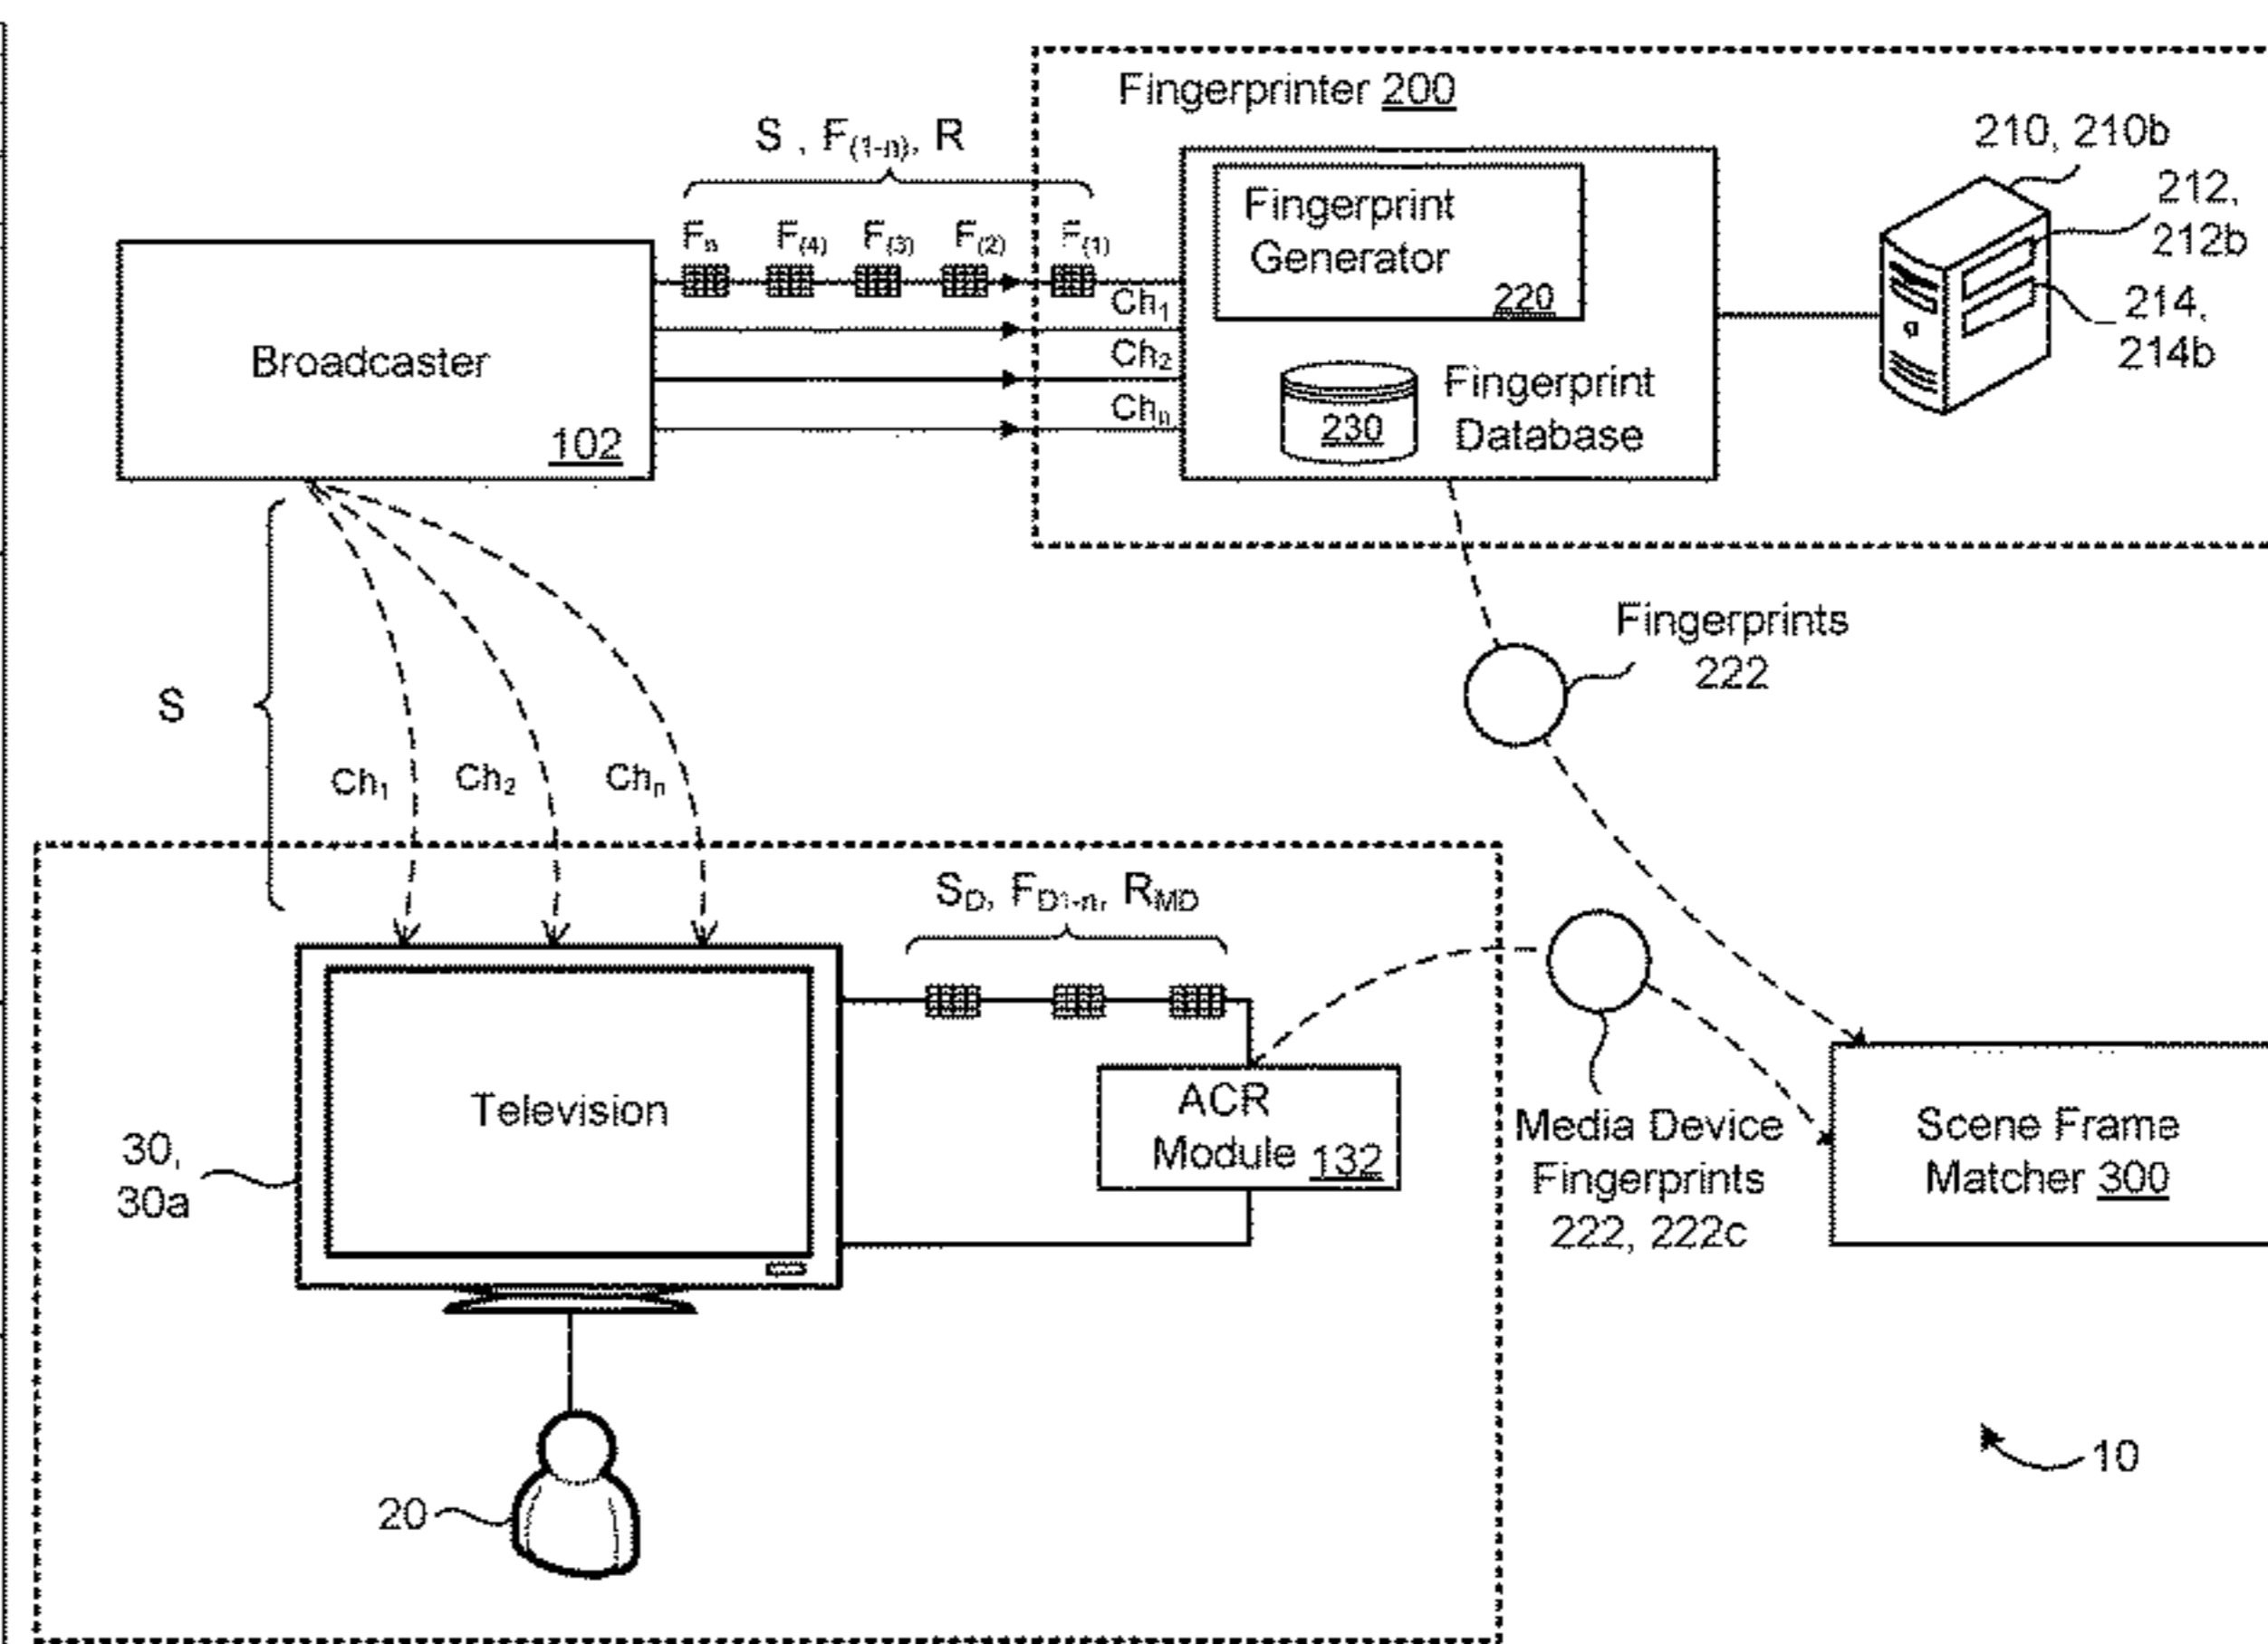 Fingerprinter 200
S , F(1-n), R
210, 210b
212,
212b
214,
214b
Fn F(4) F(3) F(2) F(1)
Fingerprint
Generator
220
Ch1
Ch2
Chn
Broadcaster
102
230
Fingerprint
Database
Fingerprints
222
S
Ch1 Ch2 Chn
SD, FD1-n, RMD
Television
30,
30a
ACR
Module 132
Media Device
Fingerprints
222, 222c
Scene Frame
Matcher 300
20
10